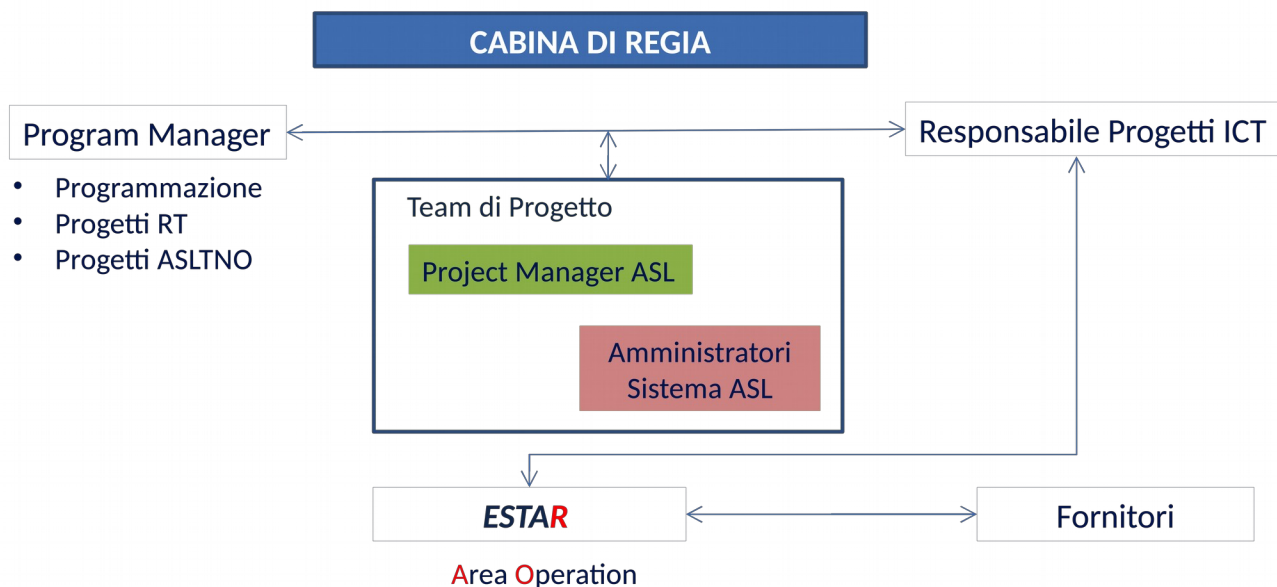 CABINA DI REGIA
Program Manager
Responsabile Progetti ICT
• Programmazione
• Progetti RT
• Progetti ASLTNO
Team di Progetto
Project Manager ASL
Amministratori
Sistema ASL
ESTAR
Fornitori
Area Operation